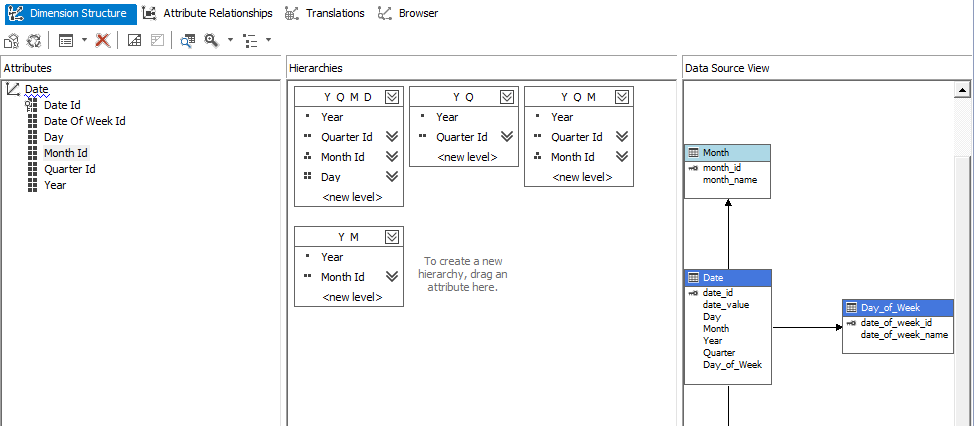 Dimension Structure Attribute Relationships Translations Browser
Attributes
Date
Date Id
Date Of Week Id
Day
Month Id
Quarter Id
Year
Hierarchies
Y Q M D
Year
Quarter Id
Month Id
Day
<new level>
Y Q
Year
Quarter Id
<new level>
Y Q M
Year
Quarter Id
Month Id
<new level>
Y M
Year
Month Id
<new level>
To create a new
hierarchy, drag an
attribute here.
Data Source View
Month
month_id
month_name
Date
date_id
date_value
Day
Month
Year
Quarter
Day_of_Week
Day_of_Week
date_of_week_id
date_of_week_name